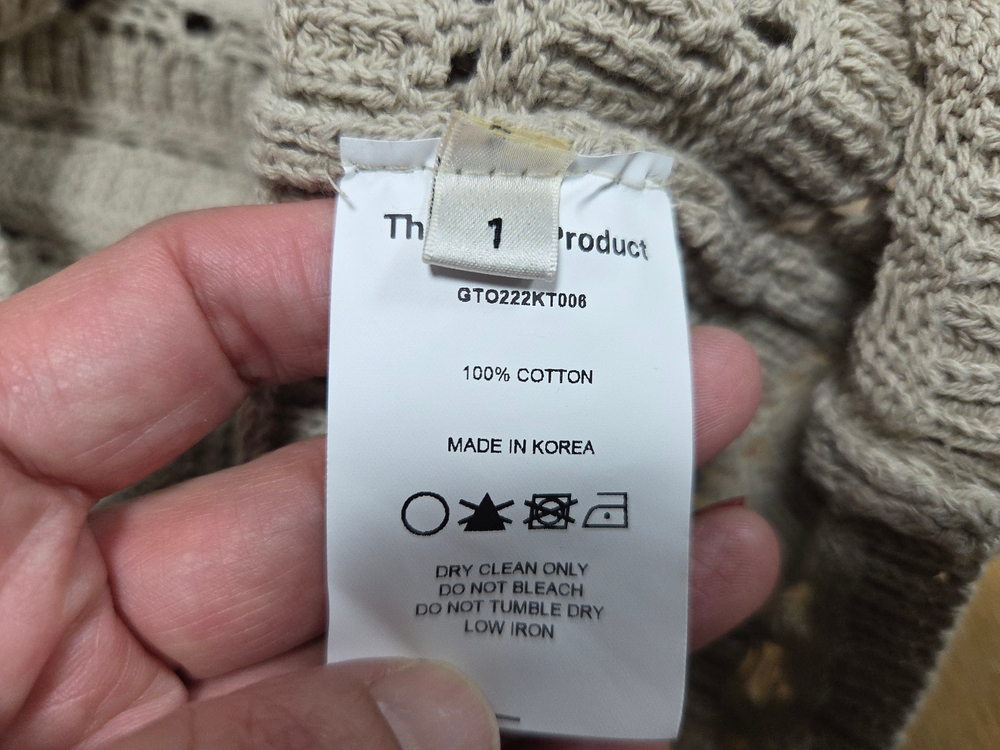 1
Product
GTO222KT006
100% COTTON
MADE IN KOREA
DRY CLEAN ONLY
DO NOT BLEACH
DO NOT TUMBLE DRY
LOW IRON